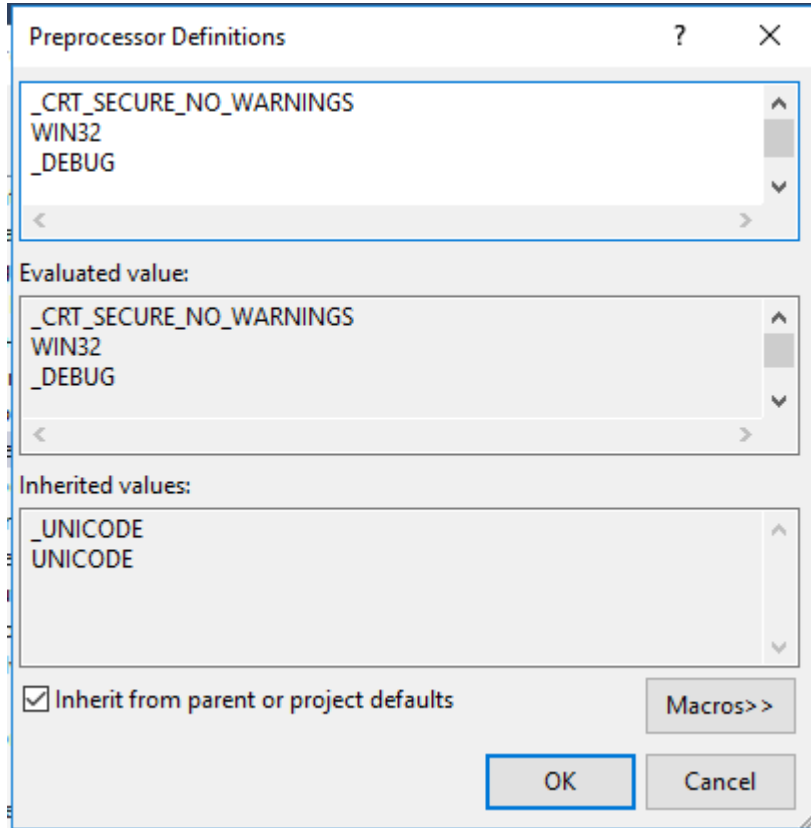 Preprocessor Definitions
?
_CRT_SECURE_NO_WARNINGS
WIN32
_DEBUG
Evaluated value:
_CRT_SECURE_NO_WARNINGS
WIN32
_DEBUG
Inherited values:
_UNICODE
UNICODE
Inherit from parent or project defaults
Macros>>
OK
Cancel